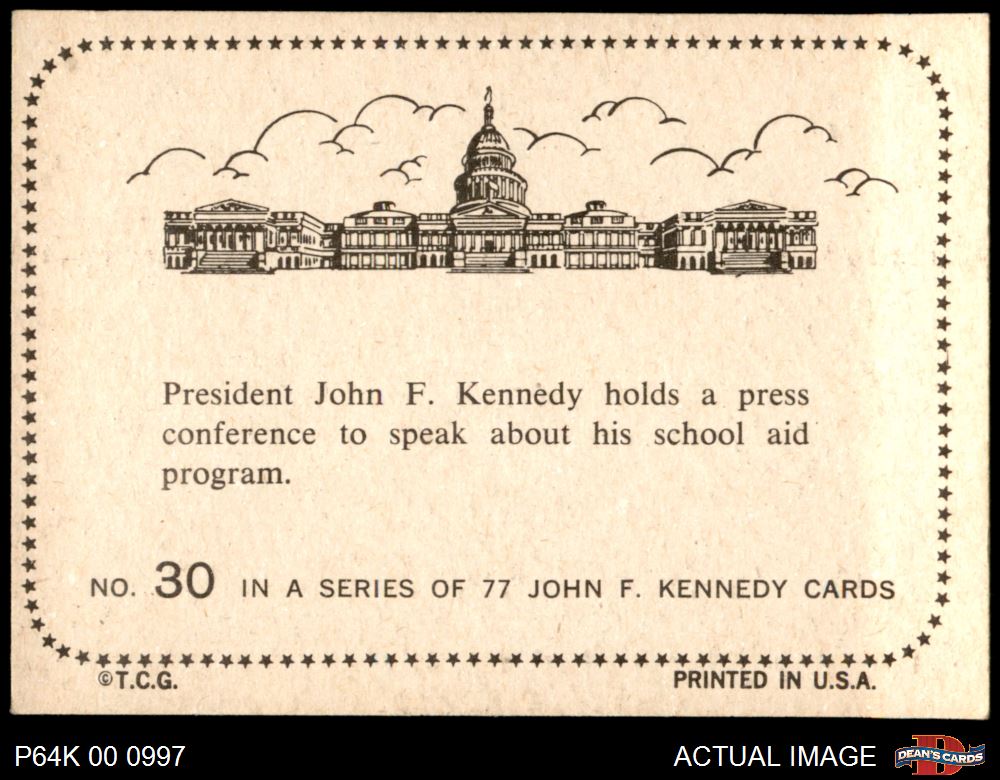 President John F. Kennedy holds a press
conference to speak about his school aid
program.
NO. 30 IN A SERIES OF 77 JOHN F. KENNEDY CARDS
©T.C.G. PRINTED IN U.S.A.
P64K 00 0997 ACTUAL IMAGE DEAN'S CARDS